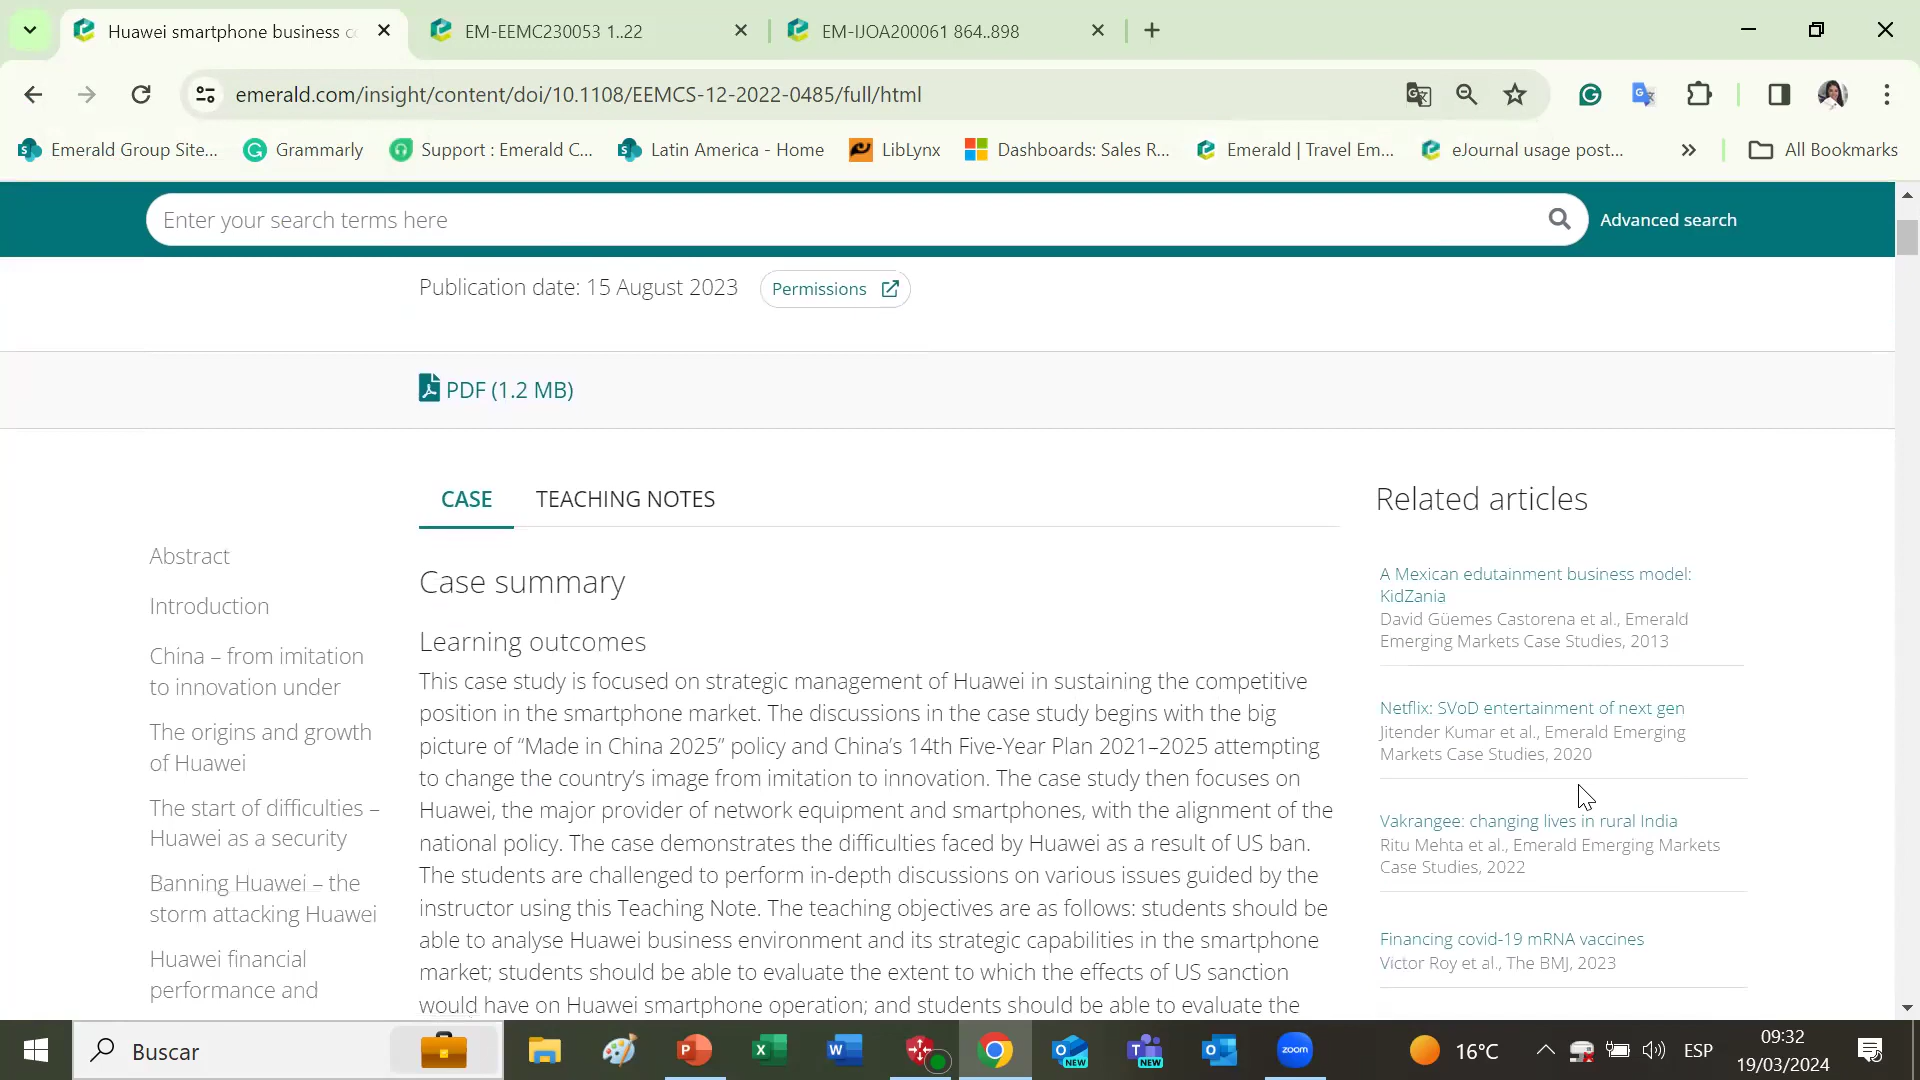 Huawei smartphone business c
EM-EEMC230053 1..22
EM-IJOA200061 864..898
emerald.com/insight/content/doi/10.1108/EEMCS-12-2022-0485/full/html
Emerald Group Site...
Grammarly
Support : Emerald C...
Latin America - Home
LibLynx
Dashboards: Sales R...
Emerald | Travel Em...
eJournal usage post...
All Bookmarks
Enter your search terms here
Advanced search
Publication date: 15 August 2023
Permissions
PDF (1.2 MB)
CASE
TEACHING NOTES
Abstract
Introduction
China – from imitation
to innovation under
The origins and growth
of Huawei
The start of difficulties –
Huawei as a security
Banning Huawei – the
storm attacking Huawei
Huawei financial
performance and
Case summary
Learning outcomes
This case study is focused on strategic management of Huawei in sustaining the competitive
position in the smartphone market. The discussions in the case study begins with the big
picture of “Made in China 2025” policy and China’s 14th Five-Year Plan 2021–2025 attempting
to change the country’s image from imitation to innovation. The case study then focuses on
Huawei, the major provider of network equipment and smartphones, with the alignment of the
national policy. The case demonstrates the difficulties faced by Huawei as a result of US ban.
The students are challenged to perform in-depth discussions on various issues guided by the
instructor using this Teaching Note. The teaching objectives are as follows: students should be
able to analyse Huawei business environment and its strategic capabilities in the smartphone
market; students should be able to evaluate the extent to which the effects of US sanction
would have on Huawei smartphone operation; and students should be able to evaluate the
Related articles
A Mexican edutainment business model:
KidZania
David Güemes Castorena et al., Emerald
Emerging Markets Case Studies, 2013
Netflix: SVoD entertainment of next gen
Jitender Kumar et al., Emerald Emerging
Markets Case Studies, 2020
Vakrangee: changing lives in rural India
Ritu Mehta et al., Emerald Emerging Markets
Case Studies, 2022
Financing covid-19 mRNA vaccines
Victor Roy et al., The BMJ, 2023
Buscar
NEW
NEW
zoom
16°C
ESP
09:32
19/03/2024